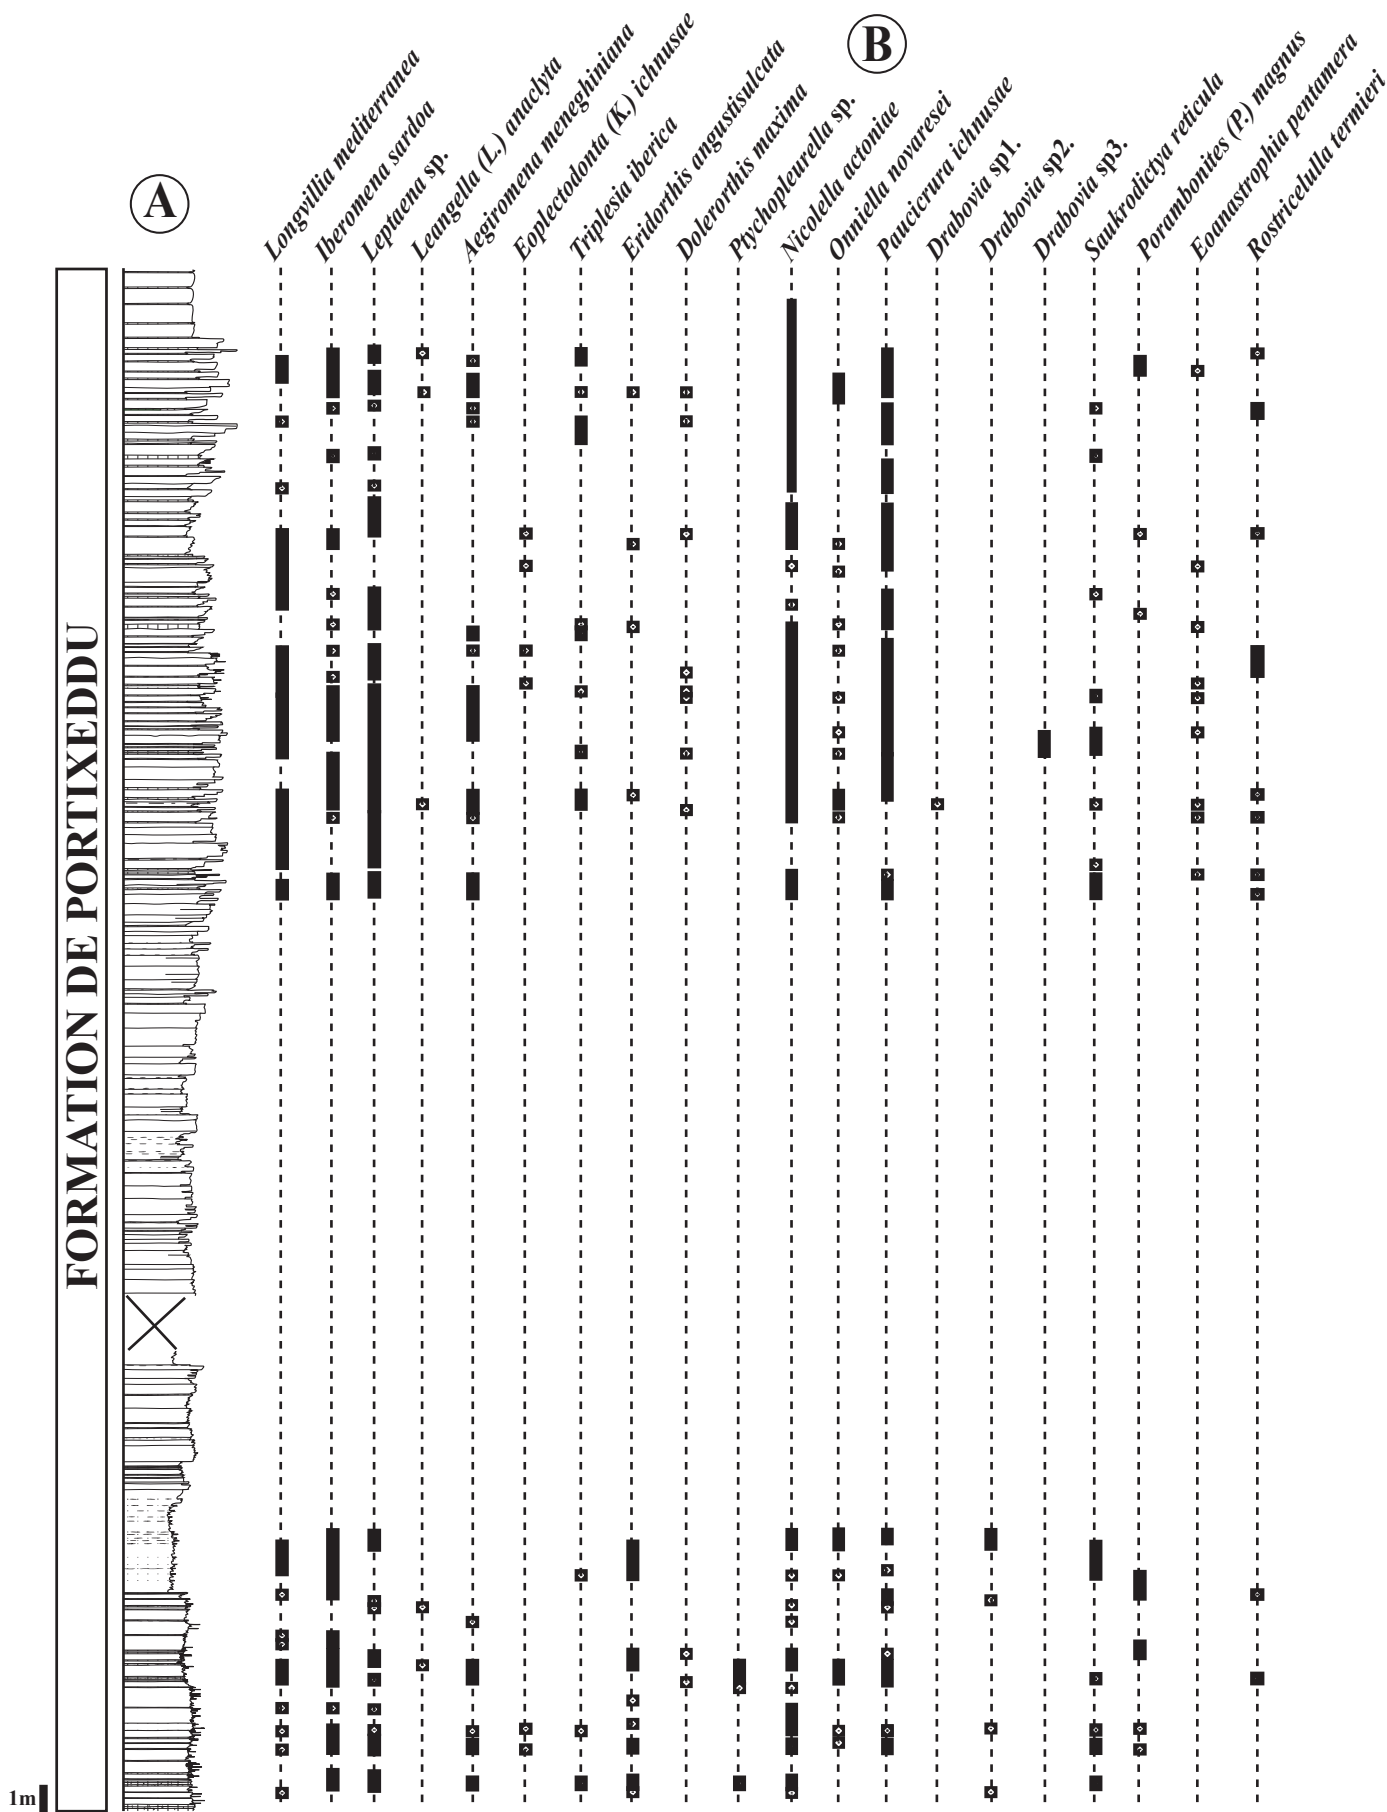 A
B
Longvillia mediterranea
Iberomena sardoa
Leptaena sp.
Leangella (L.) anaclyta
Aegiromena meneghiniana
Eoplectodonta (K.) ichnusae
Triplesia iberica
Eridorthis angustisulcata
Dolerorthis maxima
Ptychopleurella sp.
Nicolella actoniae
Onniella novaresei
Paucicrura ichnusae
Drabovia sp1.
Drabovia sp2.
Drabovia sp3.
Saukrodictya reticula
Porambonites (P.) magnus
Eoanastrophia pentamera
Rostricelulla termieri
FORMATION DE PORTIXEDDU
1m